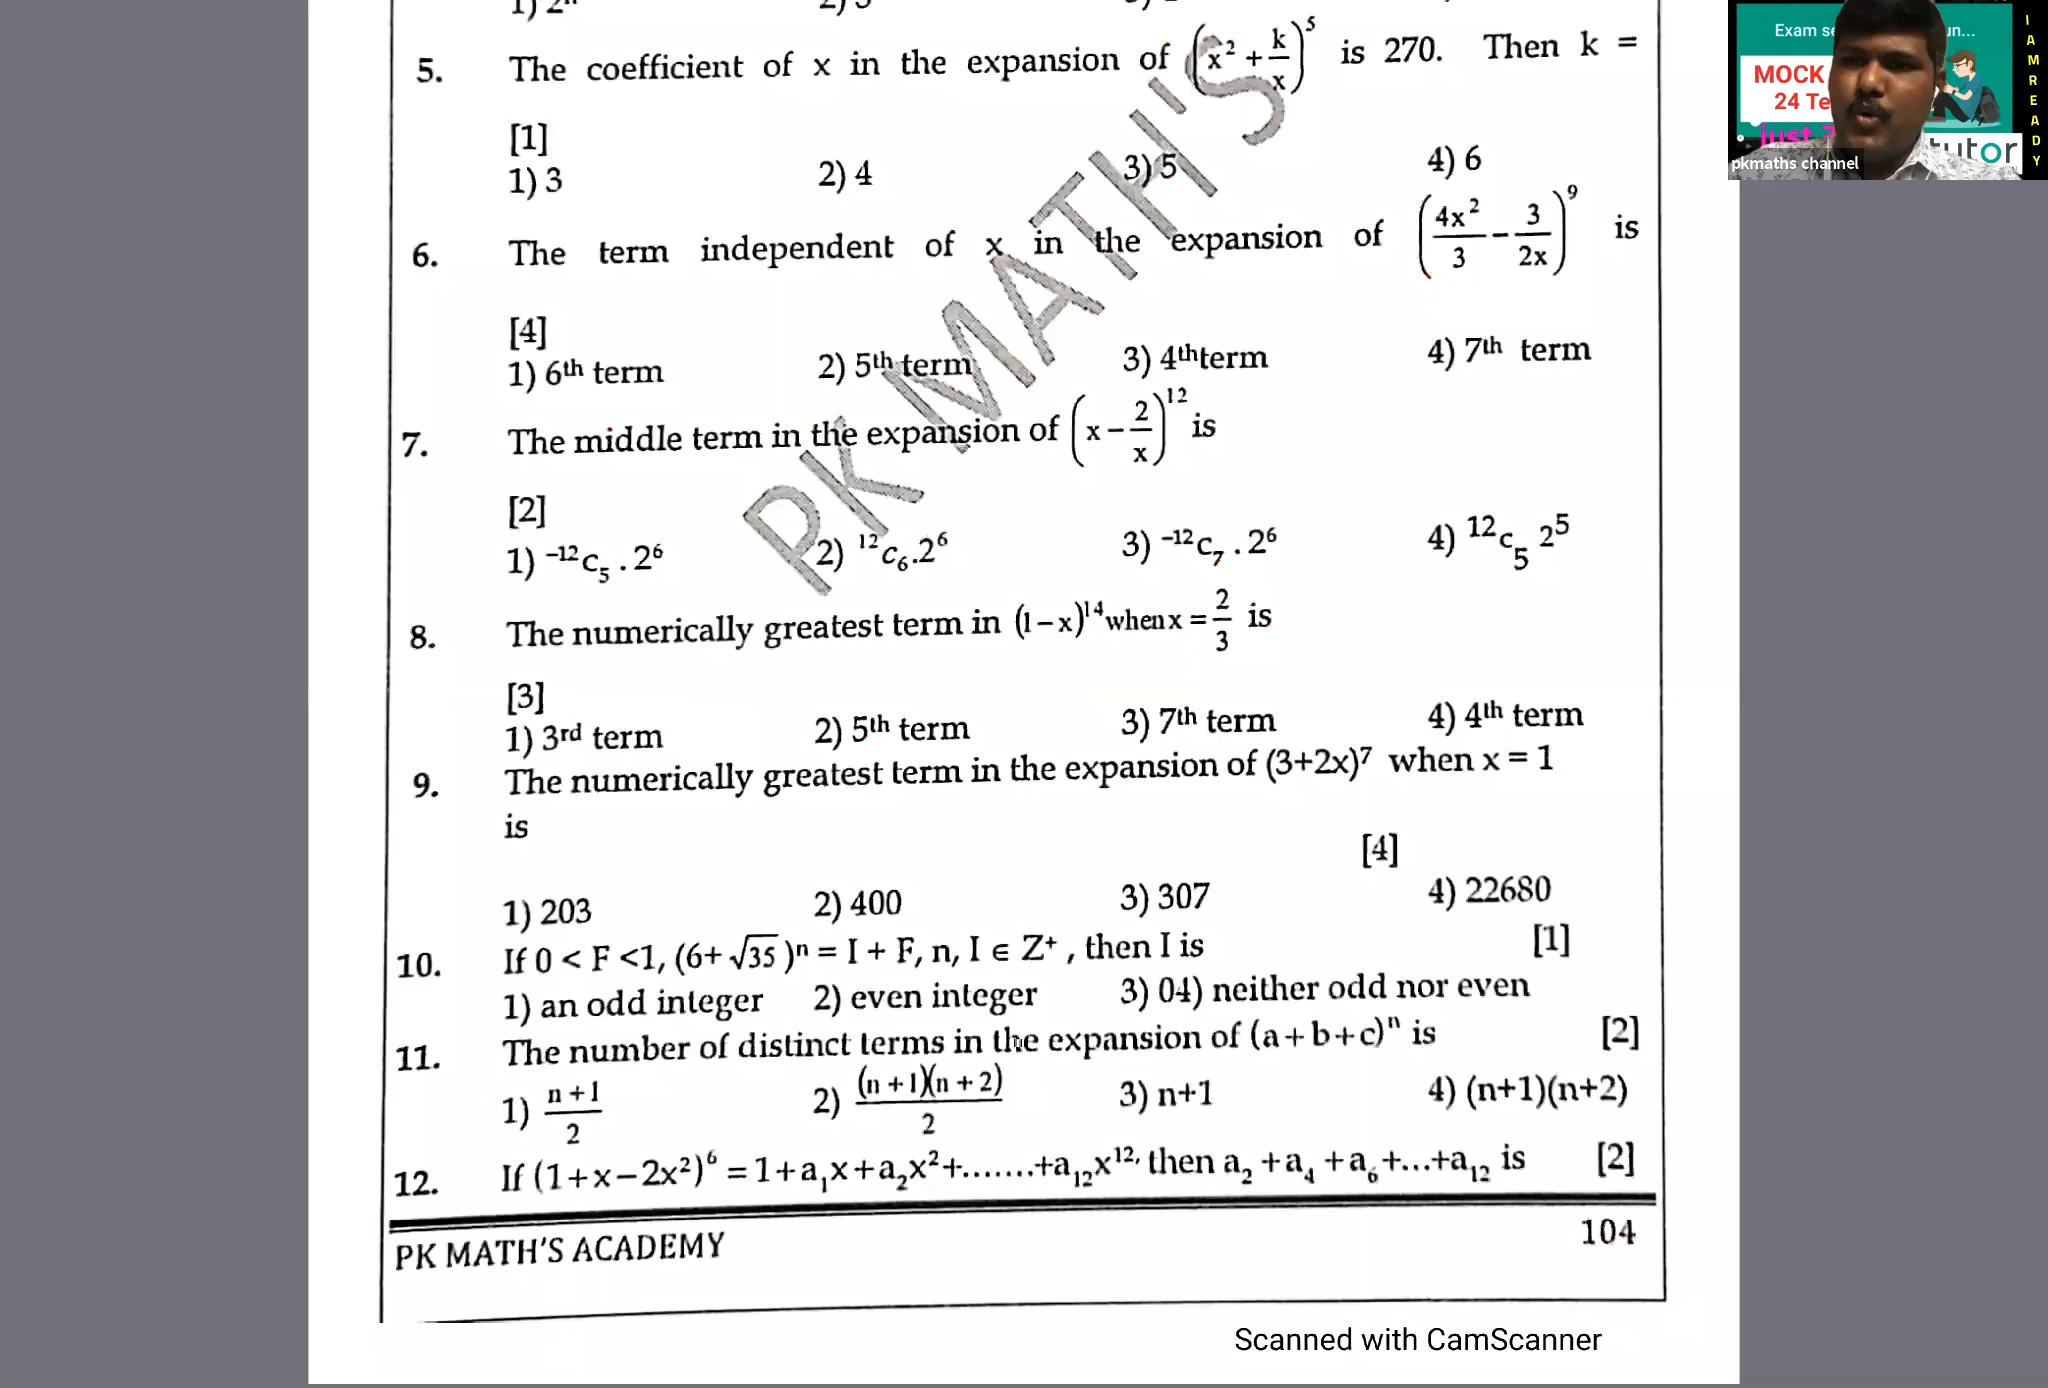 5. The coefficient of x in the expansion of (x² + k/x)⁵ is 270. Then k =
[1]
1) 3 2) 4 3) 5 4) 6
6. The term independent of x in the expansion of (4x²/3 − 3/2x)⁹ is
[4]
1) 6th term 2) 5th term 3) 4thterm 4) 7th term
7. The middle term in the expansion of (x − 2/x)¹² is
[2]
1) ⁻¹²c₅ . 2⁶ 2) ¹²c₆.2⁶ 3) ⁻¹²c₇ . 2⁶ 4) ¹²c₅ 2⁵
8. The numerically greatest term in (1−x)¹⁴ when x = 2/3 is
[3]
1) 3rd term 2) 5th term 3) 7th term 4) 4th term
9. The numerically greatest term in the expansion of (3+2x)⁷ when x = 1
is
[4]
1) 203 2) 400 3) 307 4) 22680
10. If 0 < F <1, (6+ √35 )ⁿ = I + F, n, I ∈ Z⁺ , then I is [1]
1) an odd integer 2) even integer 3) 04) neither odd nor even
11. The number of distinct terms in the expansion of (a+b+c)ⁿ is [2]
1) n+1/2 2) (n+1)(n+2)/2 3) n+1 4) (n+1)(n+2)
12. If (1+x−2x²)⁶ = 1+a₁x+a₂x²+.......+a₁₂x¹², then a₂ +a₄ +a₆ +...+a₁₂ is [2]
PK MATH'S ACADEMY 104
Scanned with CamScanner
PK MATH'S
Exam
MOCK
24
pkmaths channel
I AM READY